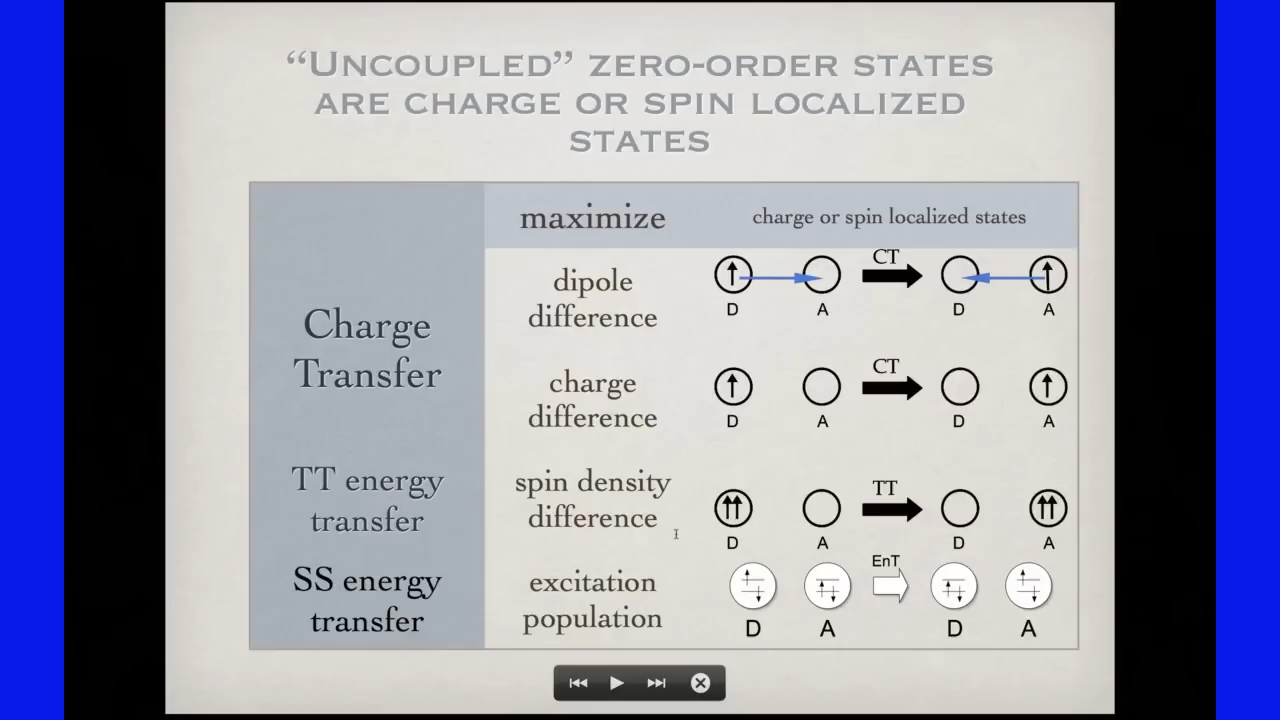 “Uncoupled” zero-order states
are charge or spin localized
states
maximize
charge or spin localized states
Charge
Transfer
dipole
difference
CT
D A D A
charge
difference
CT
D A D A
TT energy
transfer
spin density
difference
TT
D A D A
SS energy
transfer
excitation
population
EnT
D A D A